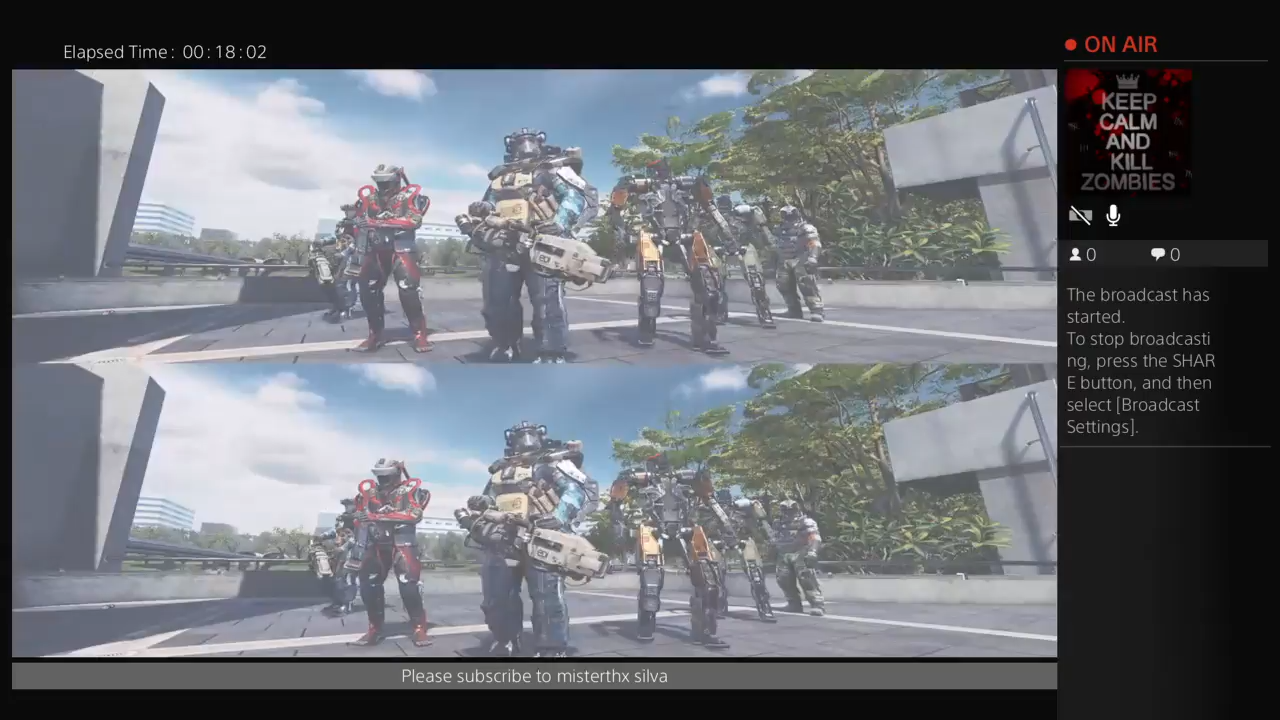 Elapsed Time: 00:18:02
ON AIR
KEEP
CALM
AND
KILL
ZOMBIES
0
0
The broadcast has
started.
To stop broadcasti
ng, press the SHAR
E button, and then
select [Broadcast
Settings].
Please subscribe to misterthx silva